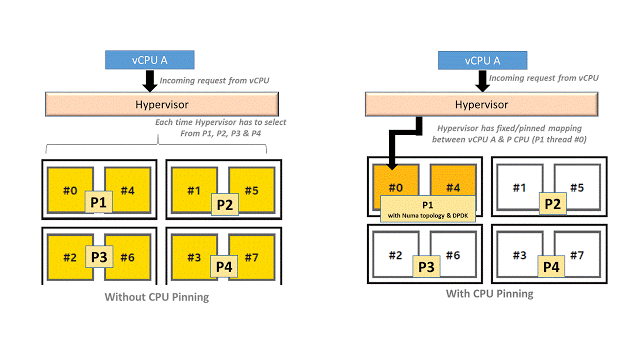 vCPU A
Incoming request from vCPU
Hypervisor
Each time Hypervisor has to select
From P1, P2, P3 & P4
#0
#4
P1
#1
#5
P2
#2
#6
P3
#3
#7
P4
Without CPU Pinning
vCPU A
Incoming request from vCPU
Hypervisor
Hypervisor has fixed/pinned mapping
between vCPU A & P CPU (P1 thread #0)
#0
#4
P1
with Numa topology & DPDK
#1
#5
P2
#2
#6
P3
#3
#7
P4
With CPU Pinning